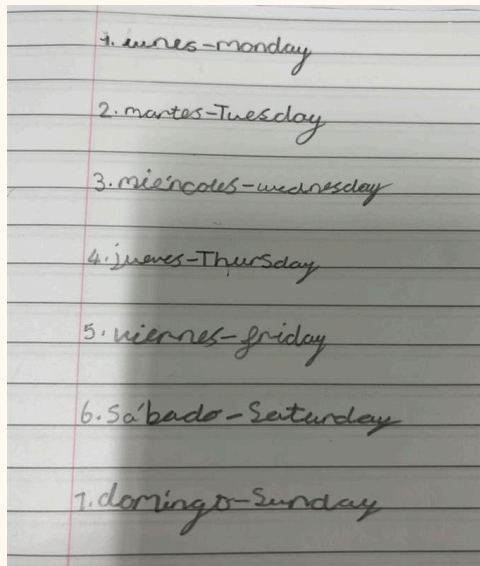 1. lunes-monday
2. martes-Tuesday
3. miércoles-wednesday
4. jueves-Thursday
5. viernes-friday
6. Sábado-Saturday
7. domingo-Sunday